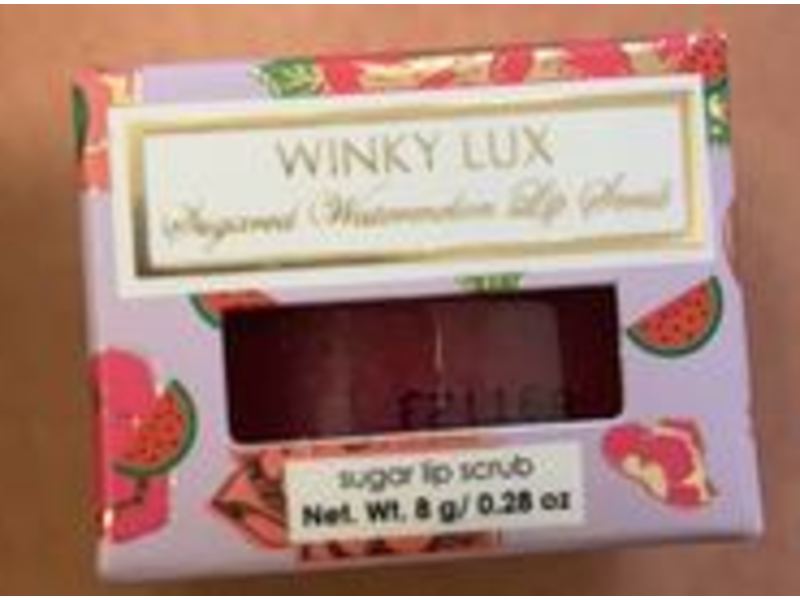 WINKY LUX
Sugared Watermelon Lip Scrub
sugar lip scrub
Net. Wt. 8 g/ 0.28 oz